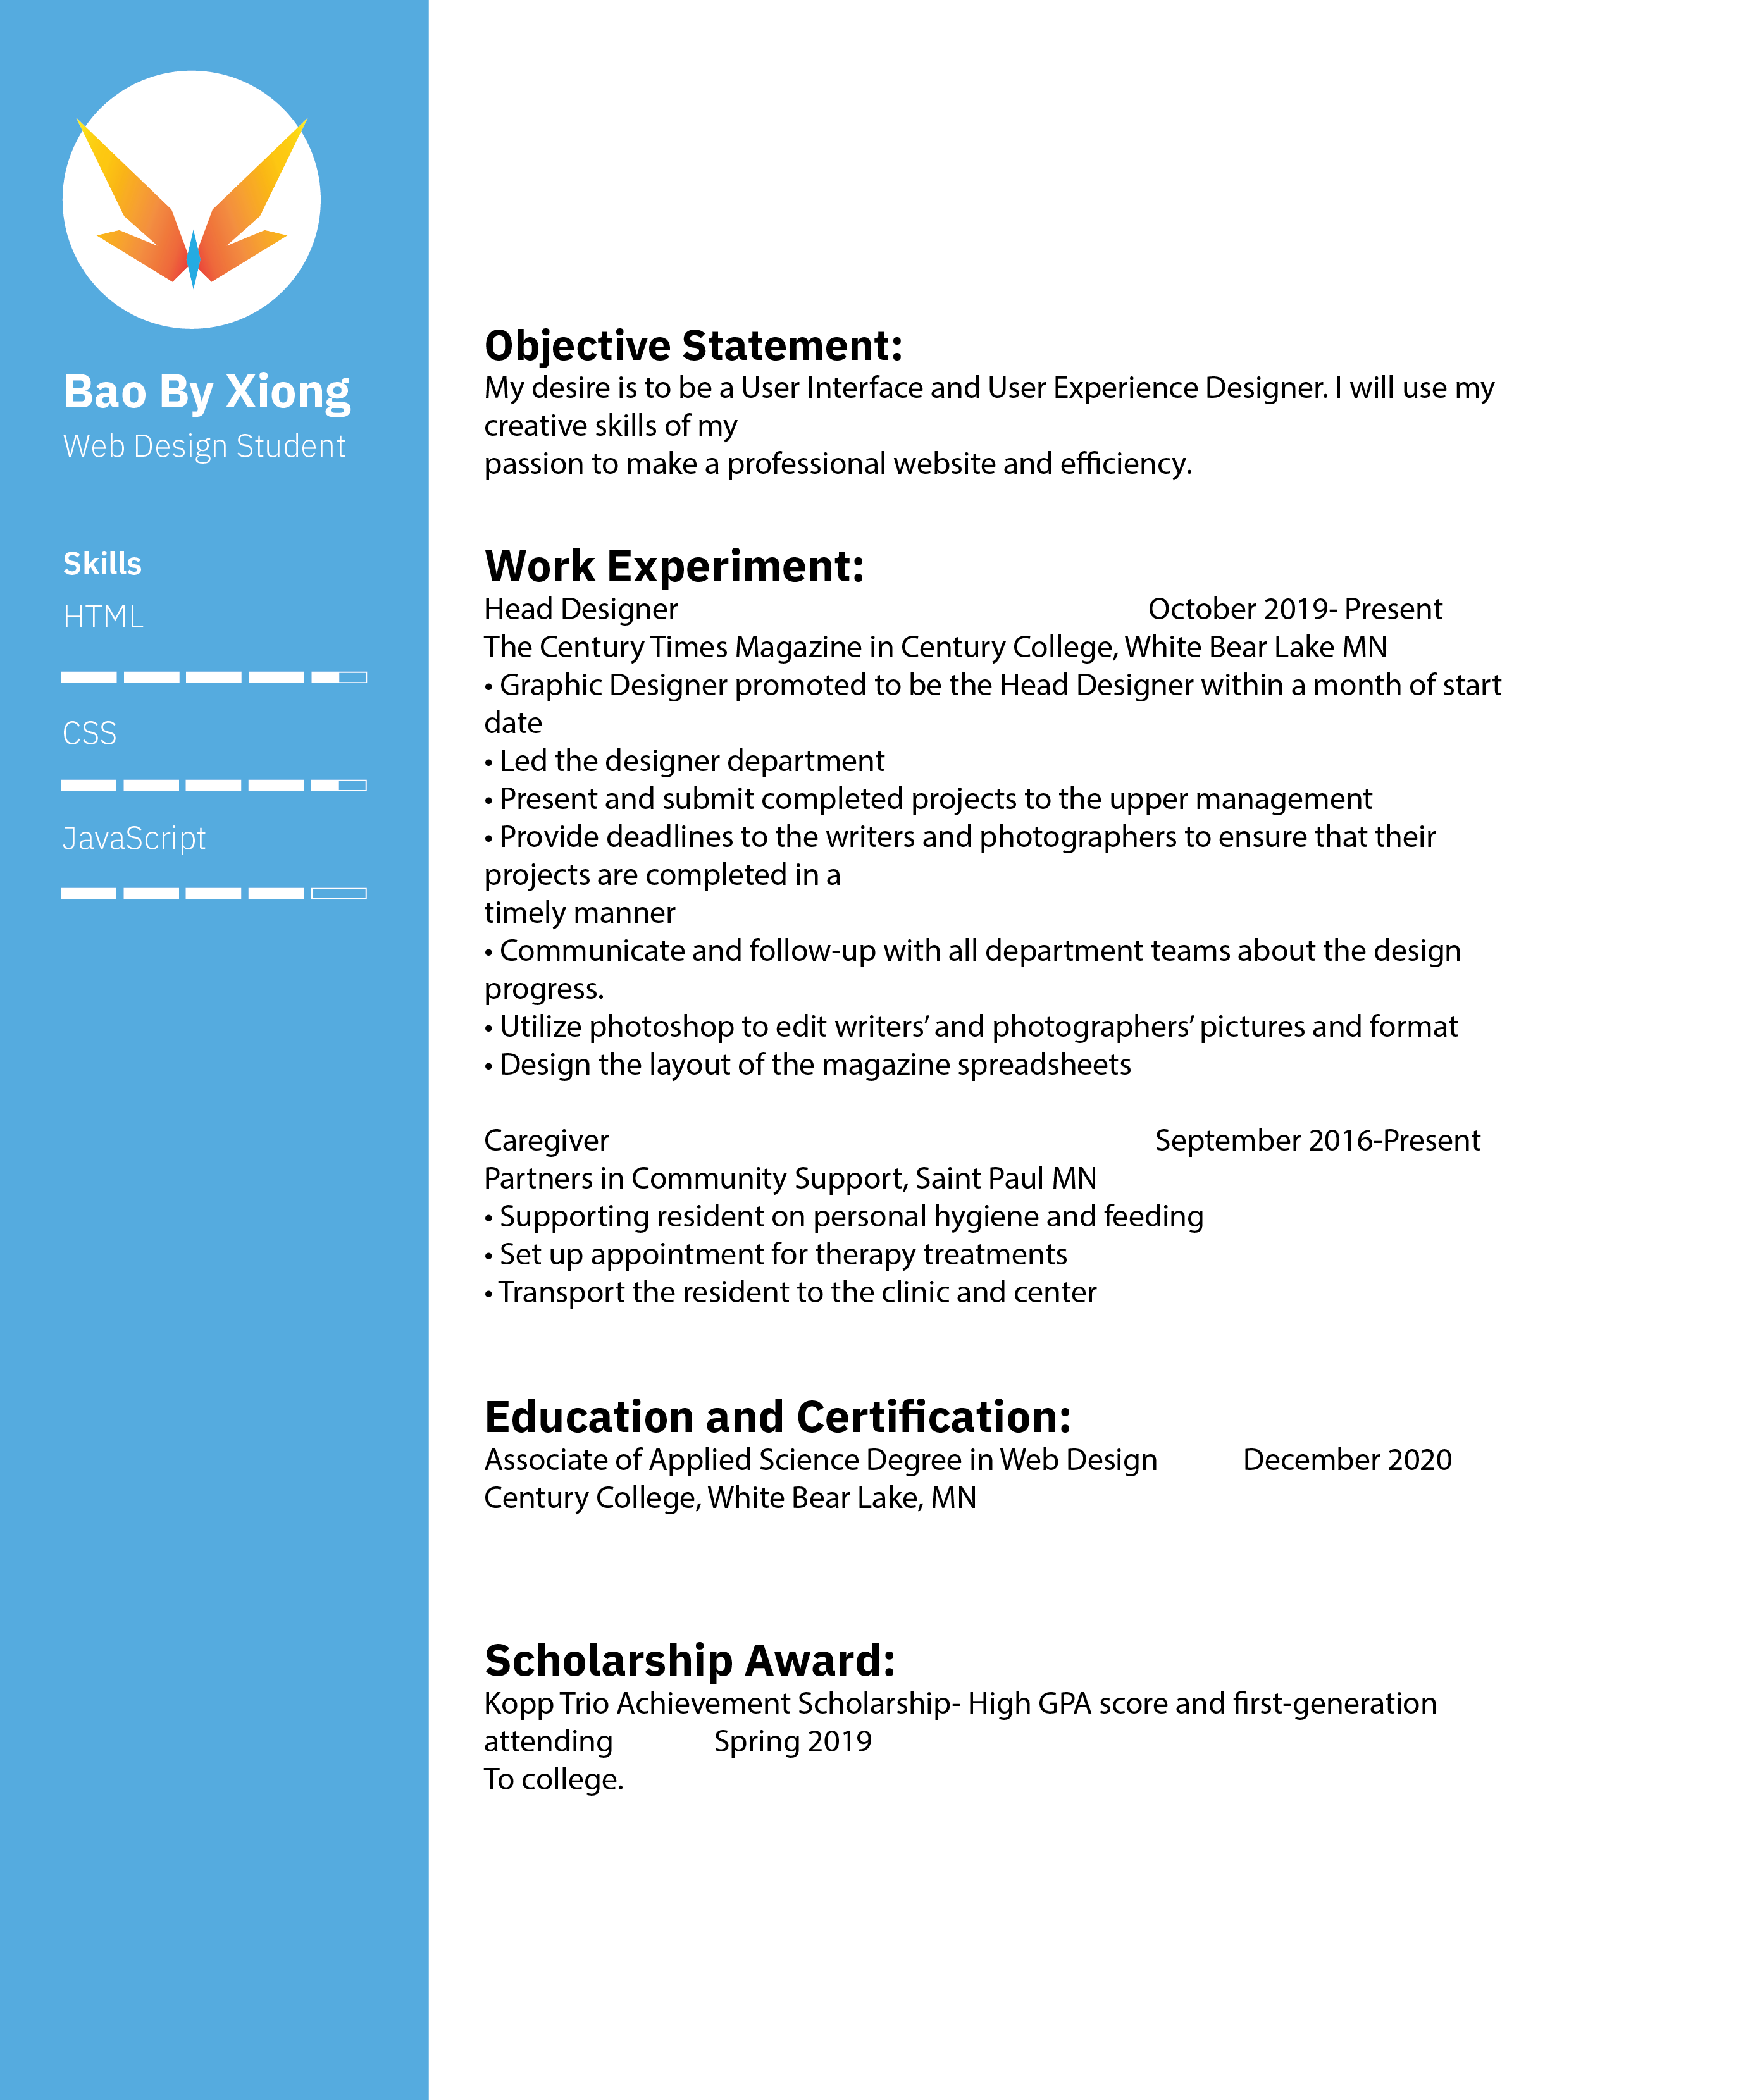 Bao By Xiong
Web Design Student
Skills
HTML
CSS
JavaScript
Objective Statement:
My desire is to be a User Interface and User Experience Designer. I will use my
creative skills of my
passion to make a professional website and efficiency.
Work Experiment:
Head Designer October 2019- Present
The Century Times Magazine in Century College, White Bear Lake MN
• Graphic Designer promoted to be the Head Designer within a month of start
date
• Led the designer department
• Present and submit completed projects to the upper management
• Provide deadlines to the writers and photographers to ensure that their
projects are completed in a
timely manner
• Communicate and follow-up with all department teams about the design
progress.
• Utilize photoshop to edit writers’ and photographers’ pictures and format
• Design the layout of the magazine spreadsheets
Caregiver September 2016-Present
Partners in Community Support, Saint Paul MN
• Supporting resident on personal hygiene and feeding
• Set up appointment for therapy treatments
• Transport the resident to the clinic and center
Education and Certification:
Associate of Applied Science Degree in Web Design December 2020
Century College, White Bear Lake, MN
Scholarship Award:
Kopp Trio Achievement Scholarship- High GPA score and first-generation
attending Spring 2019
To college.